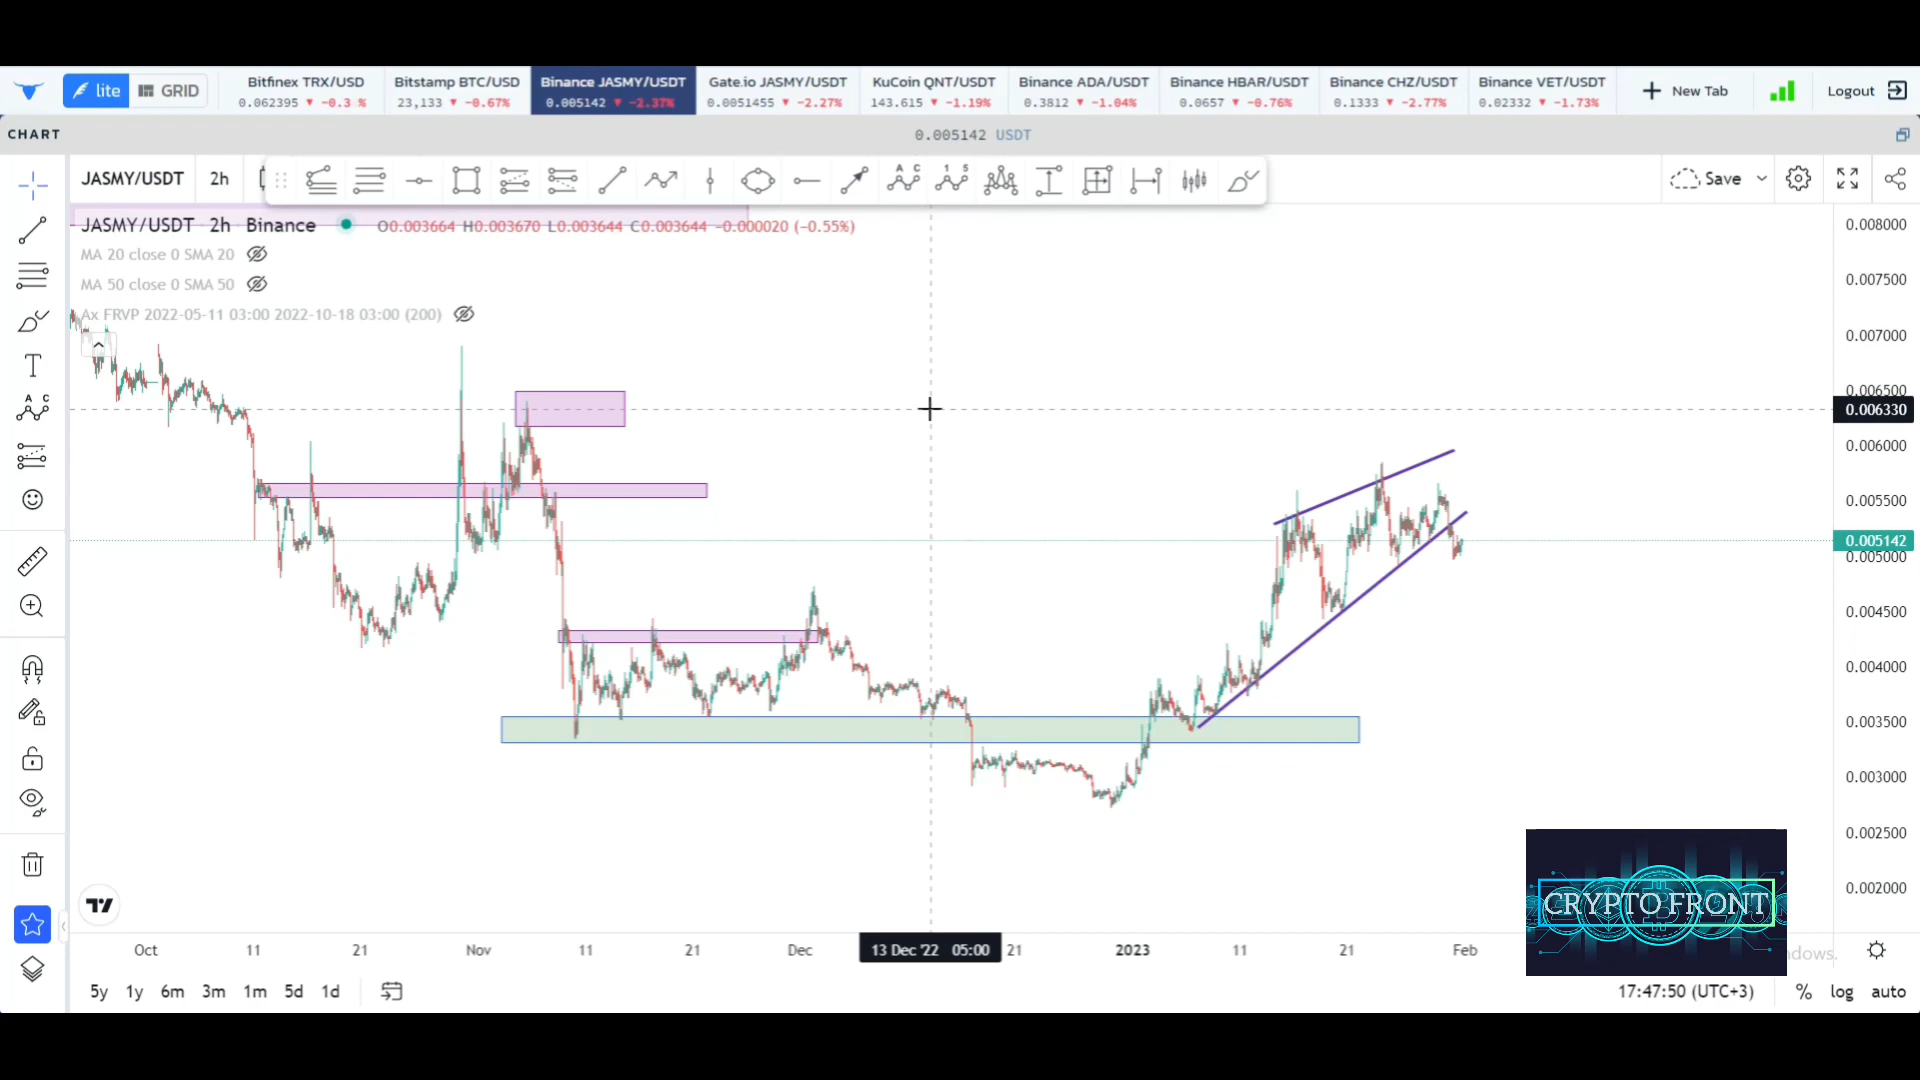 Bitfinex TRX/USD Bitstamp BTC/USD Binance JASMY/USDT Gate.io JASMY/USDT KuCoin QNT/USDT Binance ADA/USDT Binance HBAR/USDT Binance CHZ/USDT Binance VET/USDT
lite GRID New Tab Logout
0.062395 ▼ -0.3 % 23,133 ▼ -0.67% 0.005142 ▼ -2.37% 0.0051455 ▼ -2.27% 143.615 ▼ -1.19% 0.3812 ▼ -1.04% 0.0657 ▼ -0.76% 0.1333 ▼ -2.77% 0.02332 ▼ -1.73%
CHART 0.005142 USDT
JASMY/USDT 2h Save
JASMY/USDT 2h Binance O0.003664 H0.003670 L0.003644 C0.003644 -0.000020 (-0.55%)
MA 20 close 0 SMA 20
MA 50 close 0 SMA 50
Ax FRVP 2022-05-11 03:00 2022-10-18 03:00 (200)
0.008000
0.007500
0.007000
0.006500
0.006330
0.006000
0.005500
0.005142
0.005000
0.004500
0.004000
0.003500
0.003000
0.002500
0.002000
CRYPTO FRONT
Oct 11 21 Nov 11 21 Dec 13 Dec '22 05:00 21 2023 11 21 Feb
5y 1y 6m 3m 1m 5d 1d 17:47:50 (UTC+3) % log auto